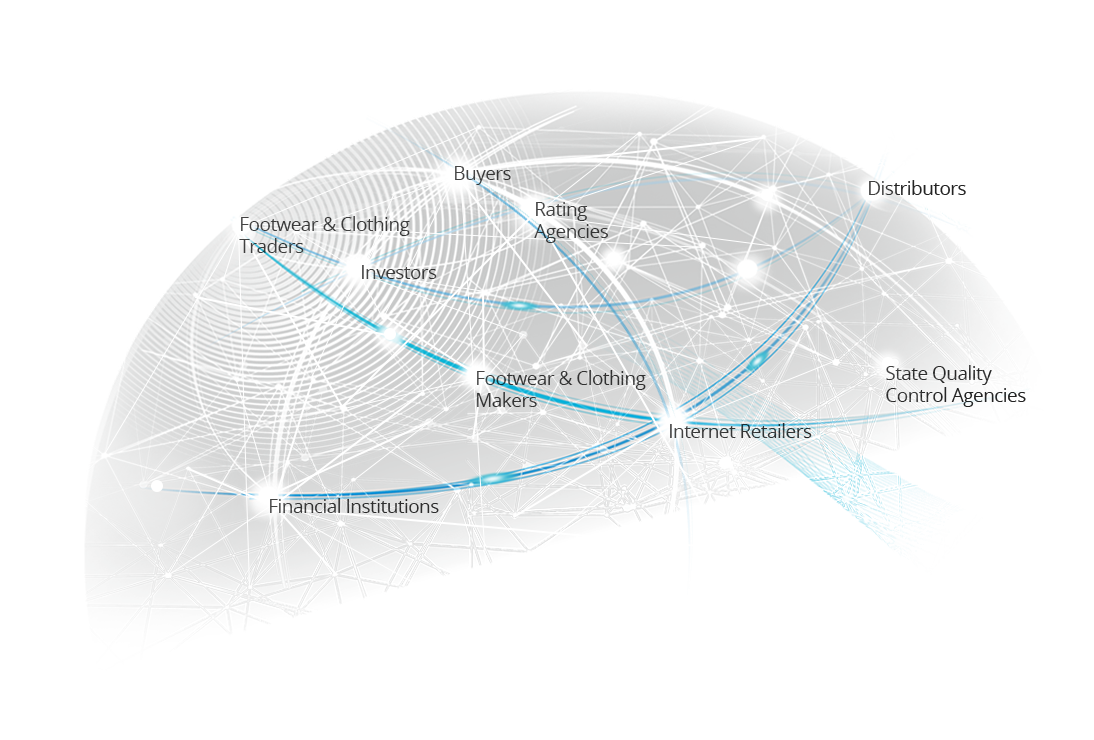 Buyers
Distributors
Rating
Agencies
Footwear & Clothing
Traders
Investors
State Quality
Control Agencies
Footwear & Clothing
Makers
Internet Retailers
Financial Institutions